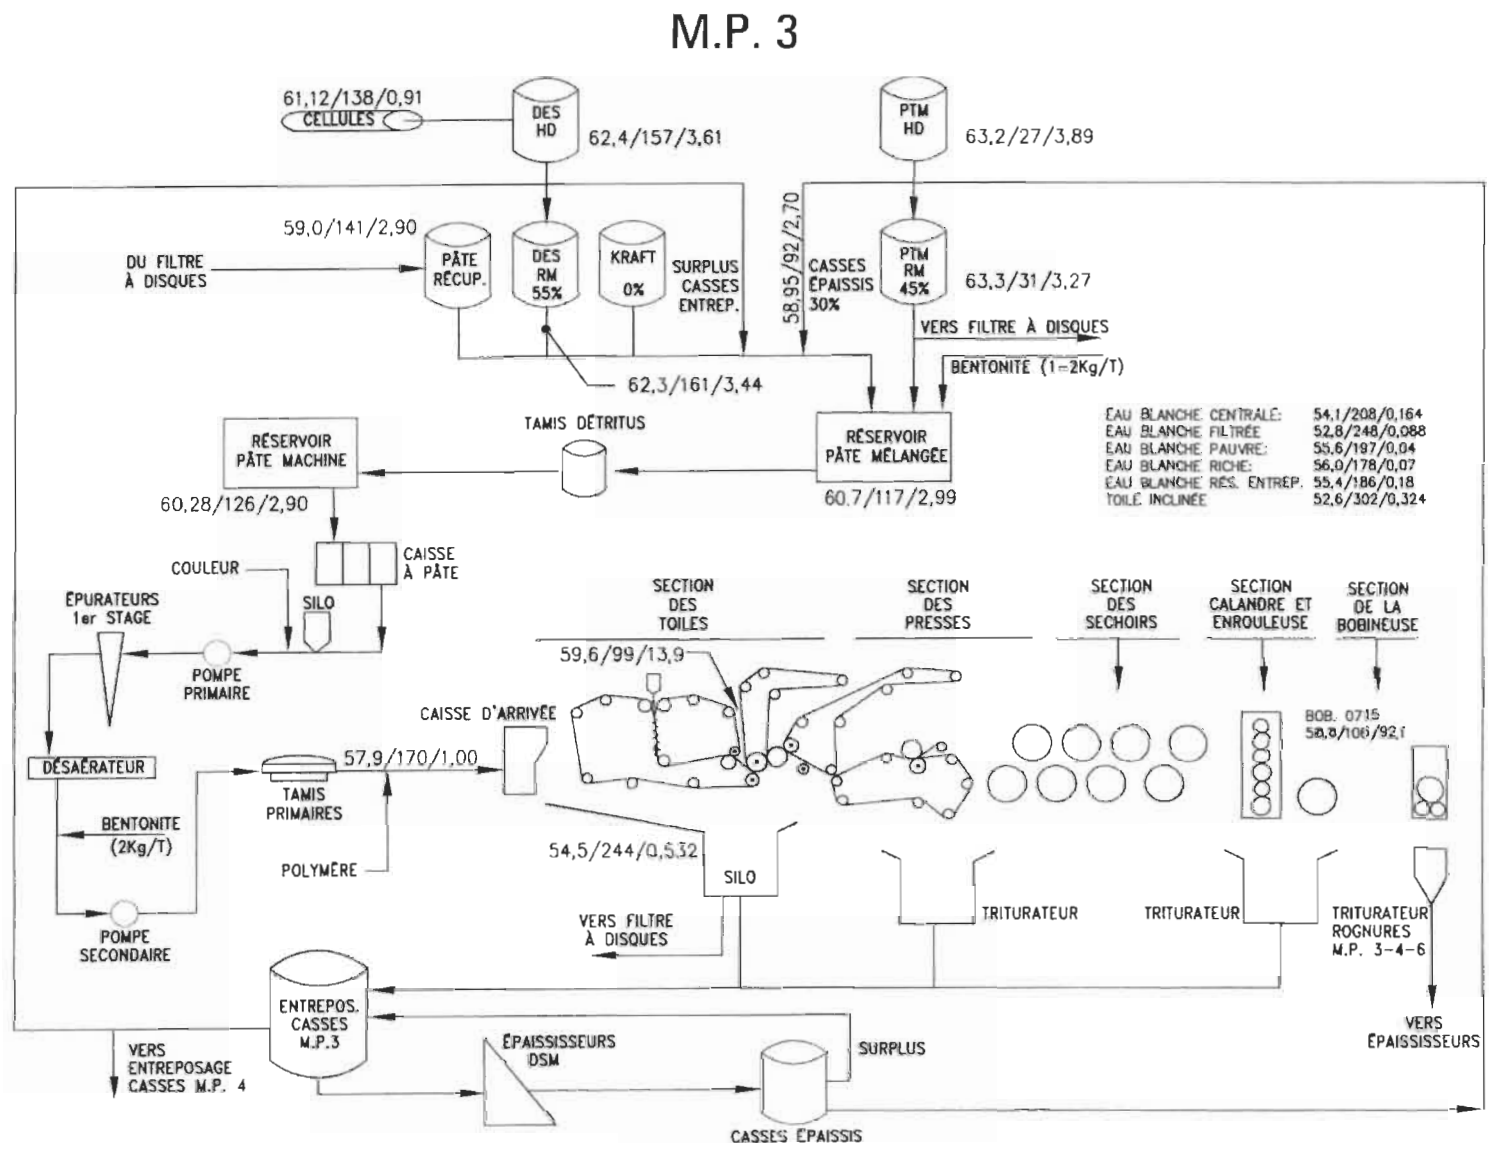 M.P. 3
61,12/138/0,91
CELLULES
DES
HD
62,4/157/3,61
PTM
HD
63,2/27/3,89
59,0/141/2,90
DU FILTRE
À DISQUES
PÂTE
RÉCUP.
DES
RM
55%
KRAFT
0%
SURPLUS
CASSES
ENTREP.
58,95/92/2,70
CASSES
ÉPAISSIS
30%
PTM
RM
45%
63,3/31/3,27
VERS FILTRE À DISQUES
BENTONITE (1-2Kg/T)
62,3/161/3,44
TAMIS DÉTRITUS
RÉSERVOIR
PÂTE MACHINE
RÉSERVOIR
PÂTE MÉLANGÉE
60,28/126/2,90
60.7/117/2,99
EAU BLANCHE CENTRALE: 54,1/208/0,164
EAU BLANCHE FILTRÉE 52,8/248/0,088
EAU BLANCHE PAUVRE: 55,6/197/0,04
EAU BLANCHE RICHE: 56,0/178/0,07
EAU BLANCHE RÉS. ENTREP. 55,4/186/0,18
TOILE INCLINÉE 52,6/302/0,324
COULEUR
CAISSE
À PÂTE
ÉPURATEURS
1er STAGE
SILO
POMPE
PRIMAIRE
SECTION
DES
TOILES
SECTION
DES
PRESSES
SECTION
DES
SECHOIRS
SECTION
CALANDRE ET
ENROULEUSE
SECTION
DE LA
BOBINEUSE
59,6/99/13,9
CAISSE D'ARRIVÉE
BOB. 0715
DÉSAÉRATEUR
57,9/170/1,00
TAMIS
PRIMAIRES
BENTONITE
(2Kg/T)
POLYMÈRE
54,5/244/0,532
SILO
POMPE
SECONDAIRE
VERS FILTRE
À DISQUES
TRITURATEUR
TRITURATEUR
TRITURATEUR
ROGNURES
M.P. 3-4-6
ENTREPOS.
CASSES
M.P.3
VERS
ENTREPOSAGE
CASSES M.P. 4
ÉPAISSISSEURS
DSM
SURPLUS
VERS
ÉPAISSISSEURS
CASSES ÉPAISSIS